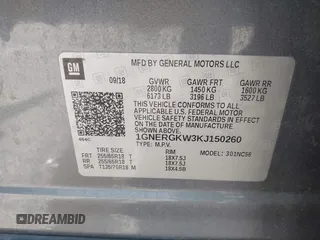 GM
MFD BY GENERAL MOTORS LLC
09/18 GVWR GAWR FRT GAWR RR
2800 KG 1450 KG 1600 KG
6173 LB 3196 LB 3527 LB
THIS VEHICLE CONFORMS TO ALL APPLICABLE
U.S. FEDERAL MOTOR VEHICLE SAFETY
STANDARDS IN EFFECT ON THE DATE OF
MANUFACTURE SHOWN ABOVE
1GNERGKW3KJ150260
TYPE: M.P.V. MODEL:
TIRE SIZE RIM
FRT 255/65R18 T 18X7.5J
RR 255/65R18 T 18X7.5J
SPA T135/70R18 M 18X4.5B
DREAMBID